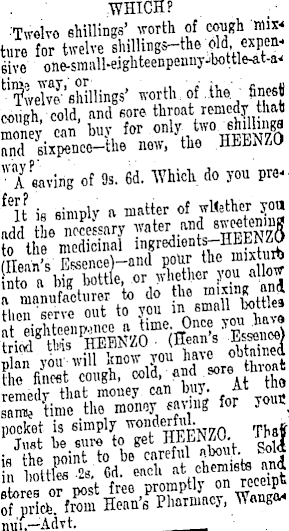 WHICH?
Twelve shillings' worth of cough mix-
ture for twelve shillings—the old, expen-
sive one-small-eighteenpenny-bottle-at-a-
time way, or
Twelve shillings' worth of the finest
cough, cold, and sore throat remedy that
money can buy for only two shillings
and sixpence—the new, the HEENZO
way?
A saving of 9s. 6d. Which do you pre-
fer?
It is simply a matter of whether you
add the necessary water and sweetening
to the medicinal ingredients—HEENZO
(Hean's Essence)—and pour the mixture
into a big bottle, or whether you allow
a manufacturer to do the mixing and
then serve out to you in small bottles
at eighteenpence a time. Once you have
tried this HEENZO (Hean's Essence)
plan you will know you have obtained
the finest cough, cold, and sore throat
remedy that money can buy. At the
same time the money saving for your
pocket is simply wonderful.
Just be sure to get HEENZO. That
is the point to be careful about. Sold
in bottles 2s. 6d. each at chemists and
stores or post free promptly on receipt
of price, from Hean's Pharmacy, Wanga-
nui.—Advt.